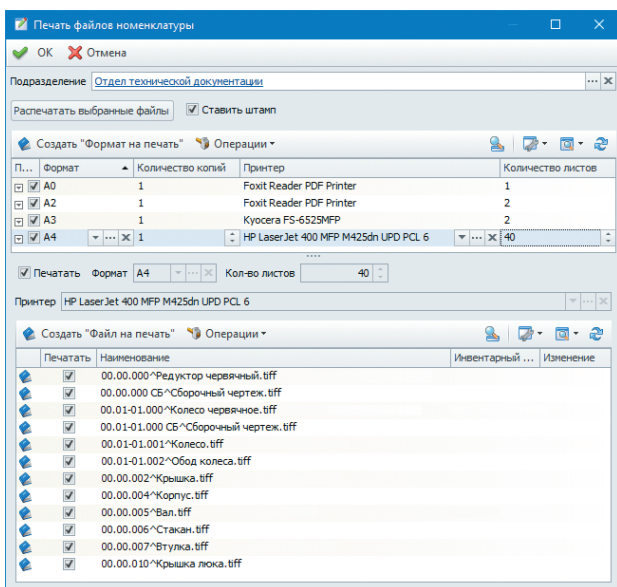 Печать файлов номенклатуры
ОК Отмена
Подразделение Отдел технической документации
Распечатать выбранные файлы Ставить штамп
Создать "Формат на печать" Операции
П... Формат Количество копий Принтер Количество листов
A0 1 Foxit Reader PDF Printer 1
A2 1 Foxit Reader PDF Printer 2
A3 1 Kyocera FS-6525MFP 2
A4 1 HP LaserJet 400 MFP M425dn UPD PCL 6 40
Печатать Формат A4 Кол-во листов 40
Принтер HP LaserJet 400 MFP M425dn UPD PCL 6
Создать "Файл на печать" Операции
Печатать Наименование Инвентарный ... Изменение
00.00.000^Редуктор червячный.tiff
00.00.000 СБ^Сборочный чертеж.tiff
00.01-01.000^Колесо червячное.tiff
00.01-01.000 СБ^Сборочный чертеж.tiff
00.01-01.001^Колесо.tiff
00.01-01.002^Обод колеса.tiff
00.00.002^Крышка.tiff
00.00.004^Корпус.tiff
00.00.005^Вал.tiff
00.00.006^Стакан.tiff
00.00.007^Втулка.tiff
00.00.010^Крышка люка.tiff